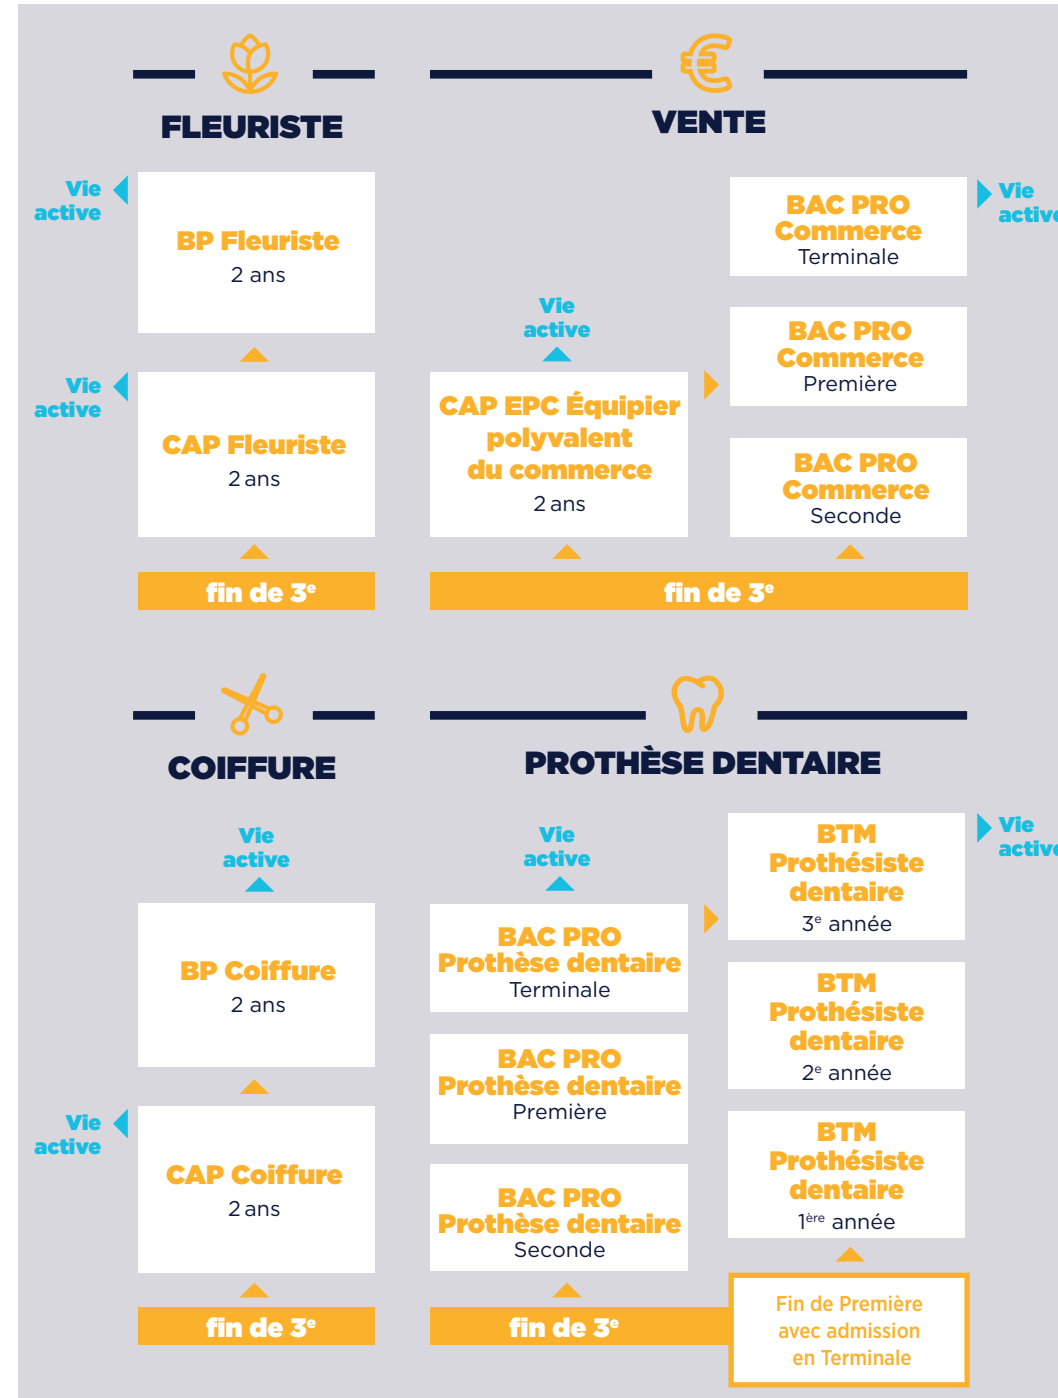 FLEURISTE
Vie
active
BP Fleuriste
2 ans
Vie
active
CAP Fleuriste
2 ans
fin de 3e
VENTE
Vie
active
CAP EPC Équipier
polyvalent
du commerce
2 ans
BAC PRO
Commerce
Terminale
Vie
active
BAC PRO
Commerce
Première
BAC PRO
Commerce
Seconde
fin de 3e
COIFFURE
Vie
active
BP Coiffure
2 ans
Vie
active
CAP Coiffure
2 ans
fin de 3e
PROTHÈSE DENTAIRE
Vie
active
BAC PRO
Prothèse dentaire
Terminale
BAC PRO
Prothèse dentaire
Première
BAC PRO
Prothèse dentaire
Seconde
fin de 3e
BTM
Prothésiste
dentaire
3e année
Vie
active
BTM
Prothésiste
dentaire
2e année
BTM
Prothésiste
dentaire
1ère année
Fin de Première
avec admission
en Terminale